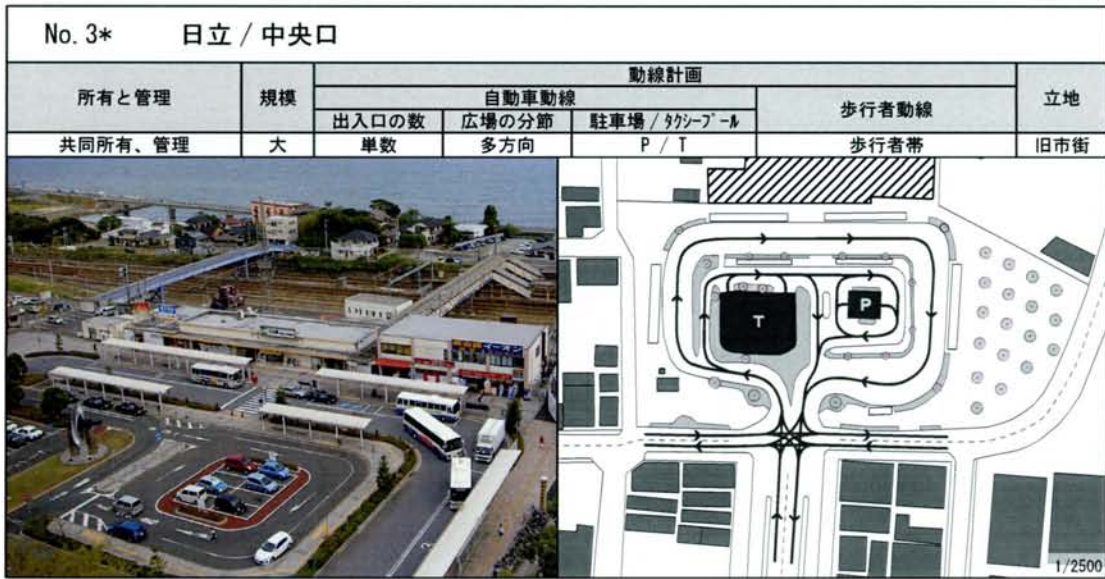 No. 3* 日立 / 中央口
所有と管理 規模 動線計画 立地
自動車動線 歩行者動線
出入口の数 広場の分節 駐車場 / タクシープール
共同所有、管理 大 単数 多方向 P / T 歩行者帯 旧市街
T
P
1/2500